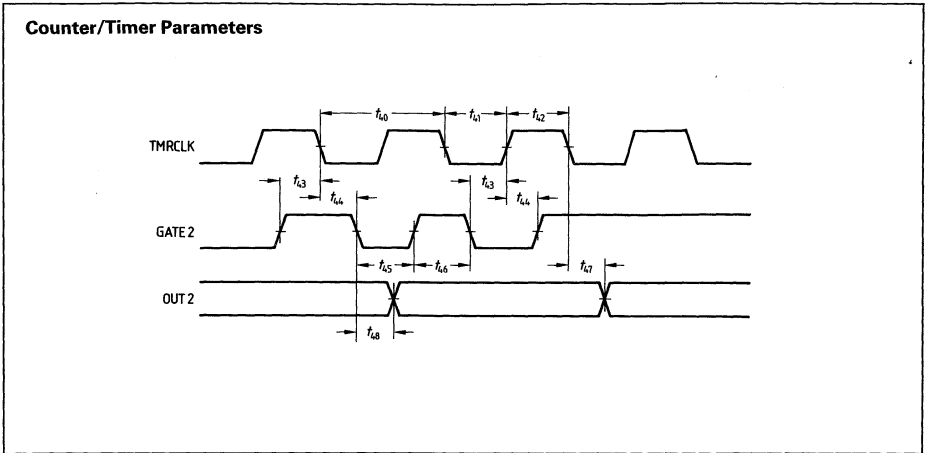 Counter/Timer Parameters
t40 t41 t42
TMRCLK
t43 t43
t44 t44
GATE 2
t45 t46 t47
OUT 2
t48